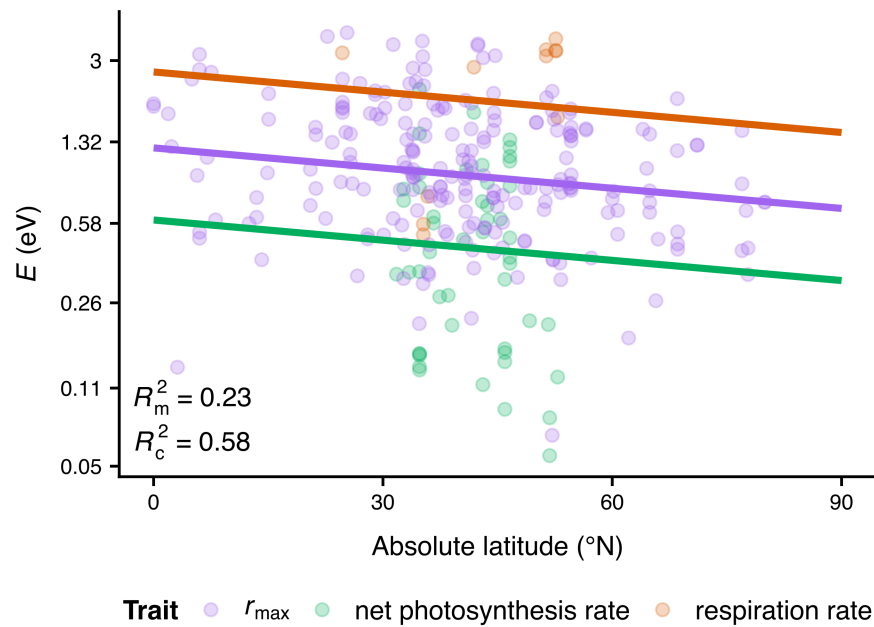 3
1.32
0.58
0.26
0.11
0.05
E (eV)
R²m = 0.23
R²c = 0.58
0 30 60 90
Absolute latitude (°N)
Trait rmax net photosynthesis rate respiration rate